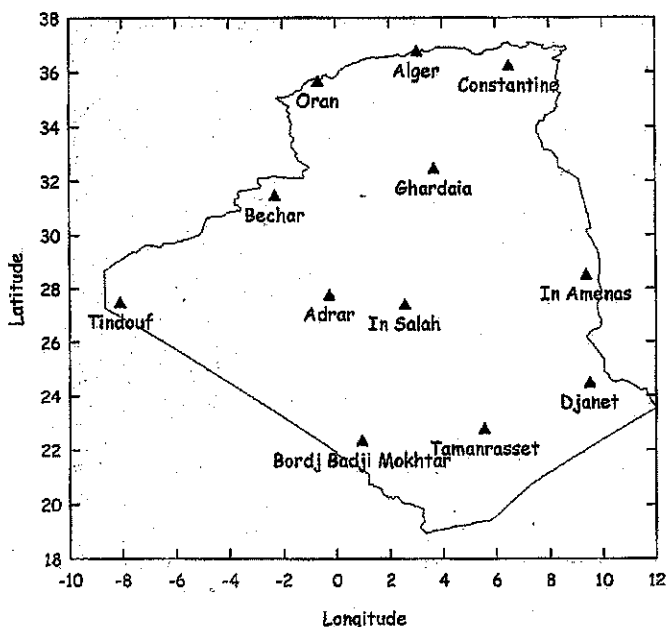 38
Alger
36
Constantine
Oran
34
Ghardaia
32
Bechar
30
Latitude
In Amenas
28
Tindouf
Adrar
In Salah
26
Djanet
24
Tamanrasset
Bordj Badji Mokhtar
22
20
18
-10 -8 -6 -4 -2 0 2 4 6 8 10 12
Longitude